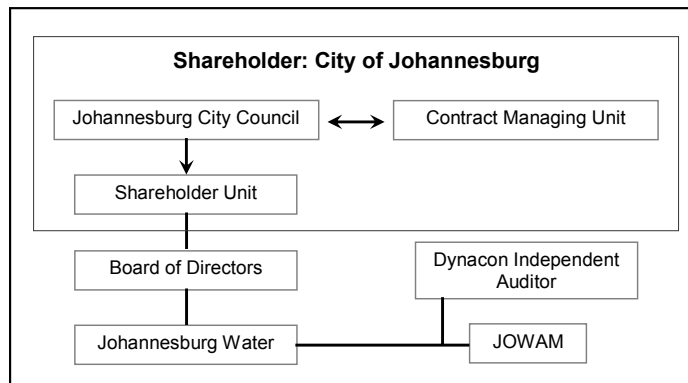 Shareholder: City of Johannesburg
Johannesburg City Council
Contract Managing Unit
Shareholder Unit
Board of Directors
Dynacon Independent
Auditor
Johannesburg Water
JOWAM